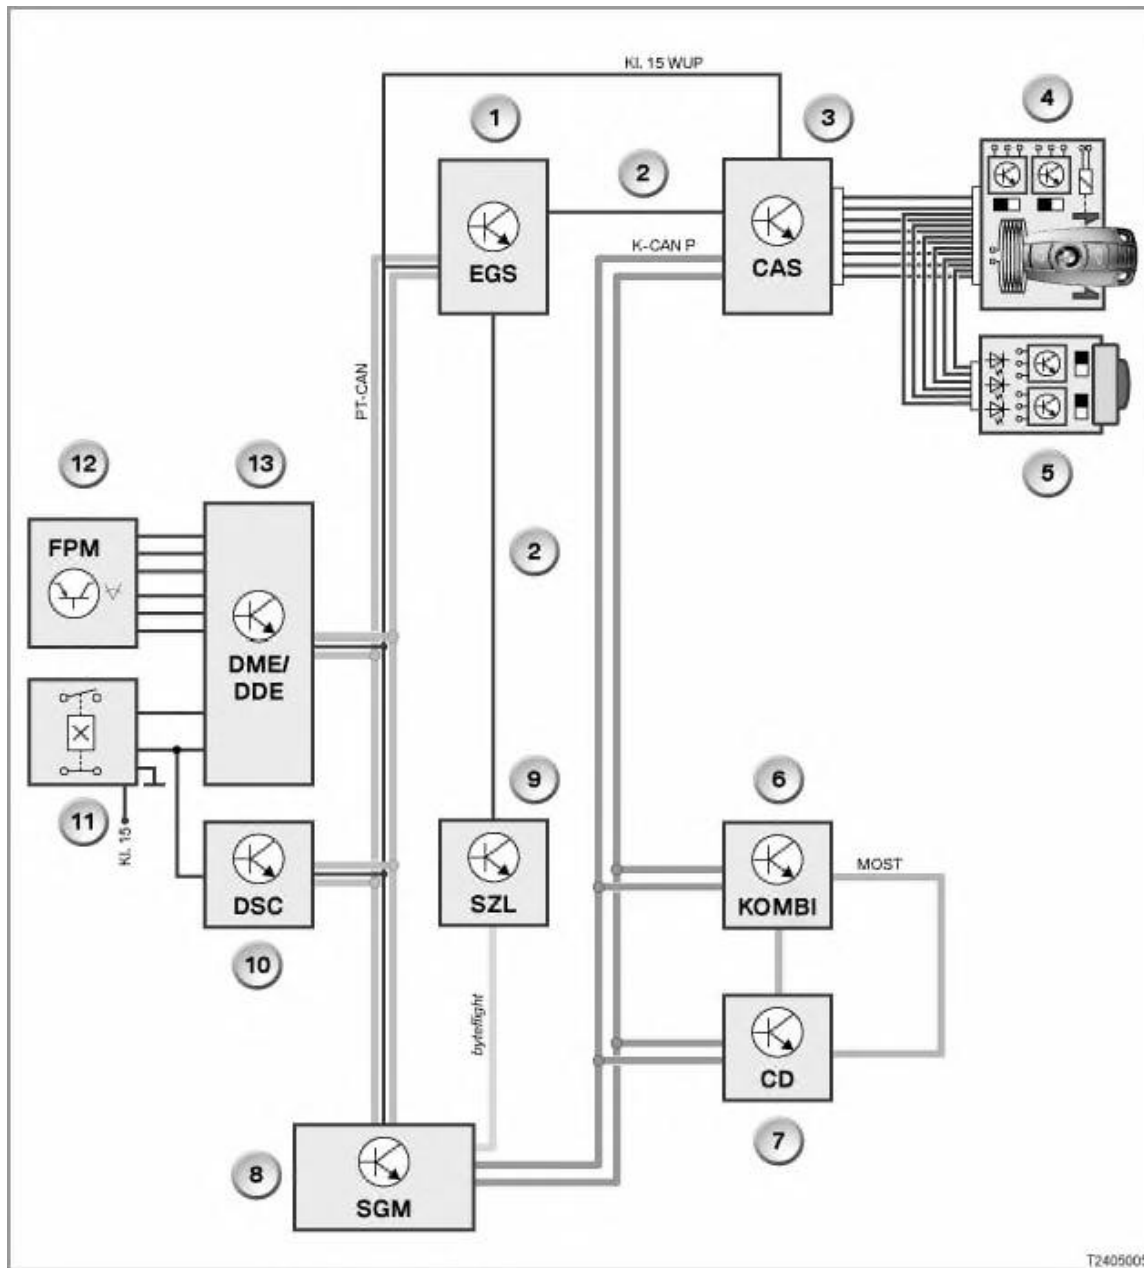 Kl. 15 WUP
1
3
4
2
K-CAN P
EGS
CAS
PT-CAN
5
12
13
FPM
2
DME/
DDE
9
6
11
Kl. 15
MOST
DSC
SZL
KOMBI
10
byteflight
CD
7
8
SGM
T2405005